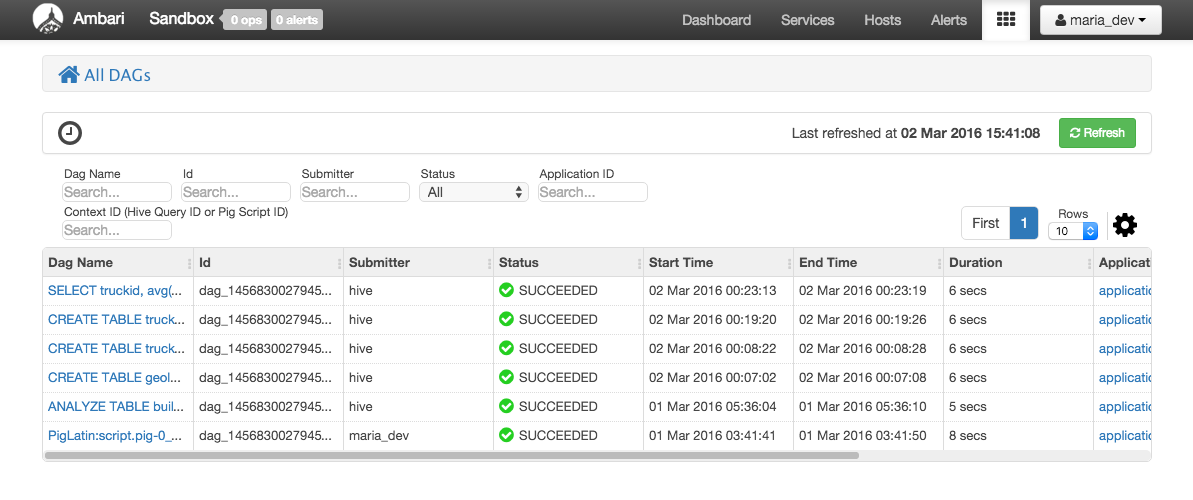 Ambari Sandbox 0 ops 0 alerts Dashboard Services Hosts Alerts maria_dev
All DAGs
Last refreshed at 02 Mar 2016 15:41:08 Refresh
Dag Name Id Submitter Status Application ID
Search... Search... Search... All Search...
Context ID (Hive Query ID or Pig Script ID)
Search...
First 1 Rows 10
Dag Name Id Submitter Status Start Time End Time Duration Applicati
SELECT truckid, avg(... dag_1456830027945... hive SUCCEEDED 02 Mar 2016 00:23:13 02 Mar 2016 00:23:19 6 secs applicatio
CREATE TABLE truck... dag_1456830027945... hive SUCCEEDED 02 Mar 2016 00:19:20 02 Mar 2016 00:19:26 6 secs applicatio
CREATE TABLE truck... dag_1456830027945... hive SUCCEEDED 02 Mar 2016 00:08:22 02 Mar 2016 00:08:28 6 secs applicatio
CREATE TABLE geol... dag_1456830027945... hive SUCCEEDED 02 Mar 2016 00:07:02 02 Mar 2016 00:07:08 6 secs applicatio
ANALYZE TABLE buil... dag_1456830027945... hive SUCCEEDED 01 Mar 2016 05:36:04 01 Mar 2016 05:36:10 5 secs applicatio
PigLatin:script.pig-0_... dag_1456830027945... maria_dev SUCCEEDED 01 Mar 2016 03:41:41 01 Mar 2016 03:41:50 8 secs applicatio